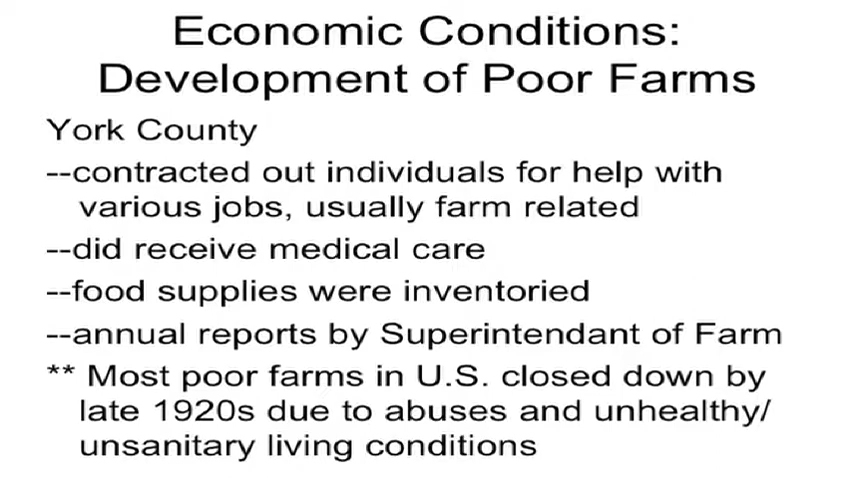 Economic Conditions:
Development of Poor Farms
York County
--contracted out individuals for help with
various jobs, usually farm related
--did receive medical care
--food supplies were inventoried
--annual reports by Superintendant of Farm
** Most poor farms in U.S. closed down by
late 1920s due to abuses and unhealthy/
unsanitary living conditions